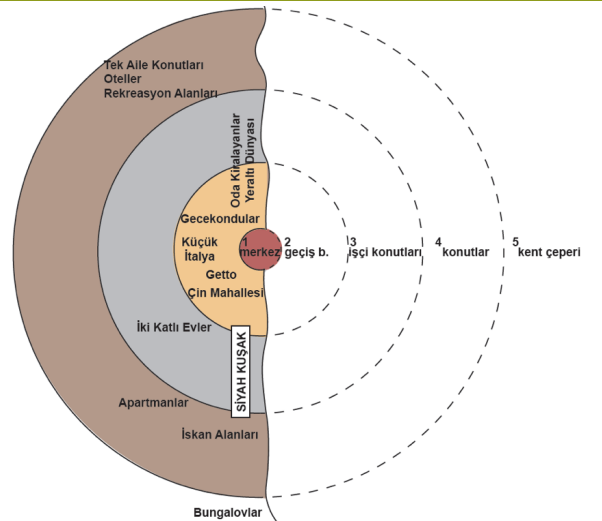 Tek Aile Konutları
Oteller
Rekreasyon Alanları
Oda Kiralayanlar
Yeraltı Dünyası
Gecekondular
Küçük
İtalya
Getto
Çin Mahallesi
1
merkez
2
geçiş b.
3
işçi konutları
4
konutlar
5
kent çeperi
İki Katlı Evler
SİYAH KUŞAK
Apartmanlar
İskan Alanları
Bungalovlar